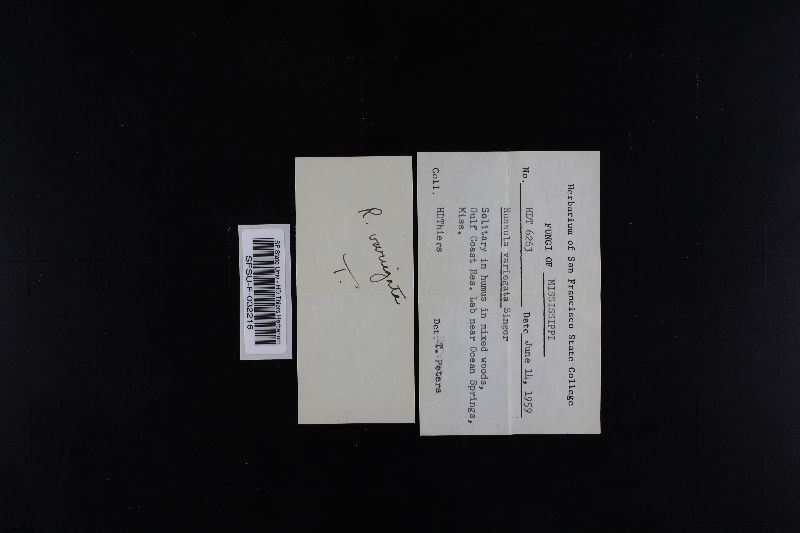 Herbarium of San Francisco State College
FUNGI OF MISSISSIPPI
No. HDT 6263 Date June 14, 1959
Russula variegata Singer
Solitary in humus in mixed woods,
Gulf Coast Res. Lab near Ocean Springs,
Miss.
Coll. HDThiers Det. T. Peters
R. variegata
T.
SF State Univ. - HD Thiers Herbarium
SFSU-F-032216